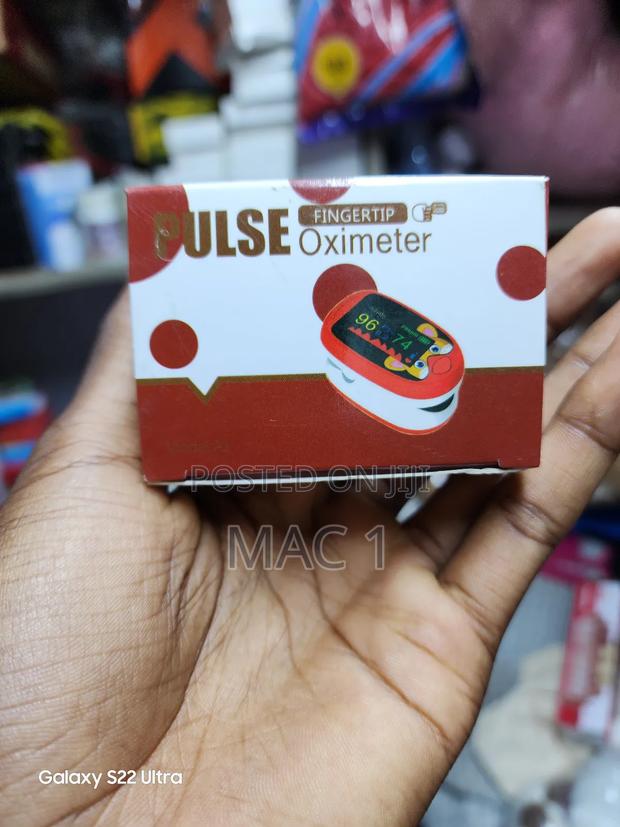 PULSE FINGERTIP
Oximeter
96 74
POSTED ON JIJI
MAC 1
Galaxy S22 Ultra